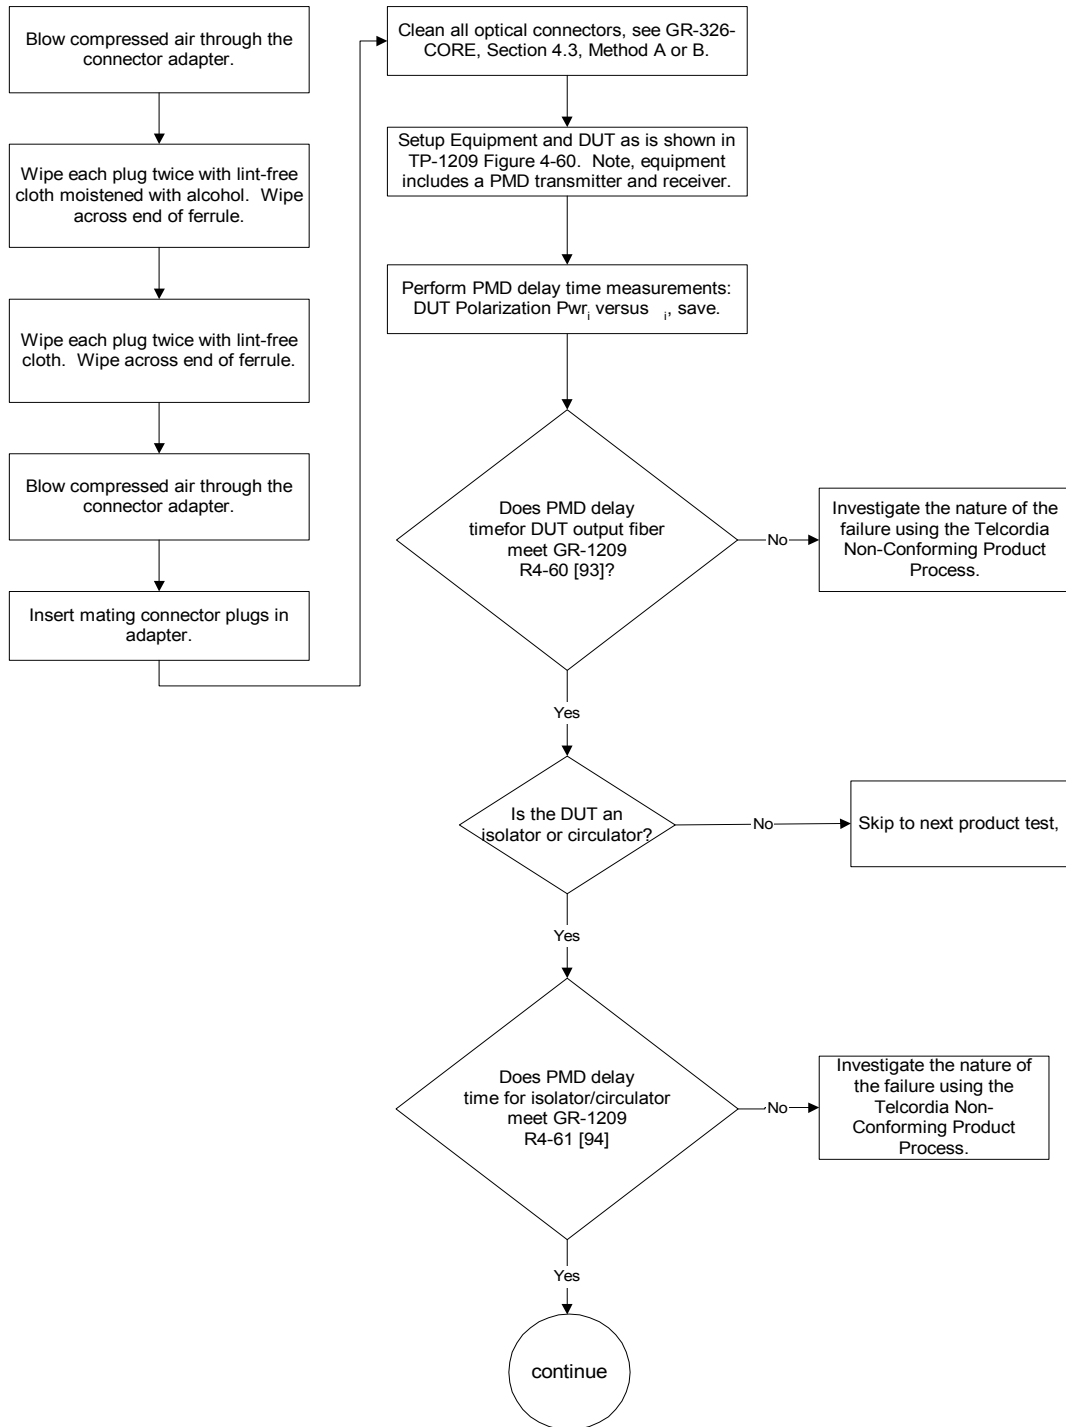 Blow compressed air through the
connector adapter.
Wipe each plug twice with lint-free
cloth moistened with alcohol. Wipe
across end of ferrule.
Wipe each plug twice with lint-free
cloth. Wipe across end of ferrule.
Blow compressed air through the
connector adapter.
Insert mating connector plugs in
adapter.
Clean all optical connectors, see GR-326-
CORE, Section 4.3, Method A or B.
Setup Equipment and DUT as is shown in
TP-1209 Figure 4-60. Note, equipment
includes a PMD transmitter and receiver.
Perform PMD delay time measurements:
DUT Polarization Pwri versus i, save.
Does PMD delay
timefor DUT output fiber
meet GR-1209
R4-60 [93]?
No
Investigate the nature of the
failure using the Telcordia
Non-Conforming Product
Process.
Yes
Is the DUT an
isolator or circulator?
No
Skip to next product test,
Yes
Does PMD delay
time for isolator/circulator
meet GR-1209
R4-61 [94]
No
Investigate the nature of
the failure using the
Telcordia Non-
Conforming Product
Process.
Yes
continue